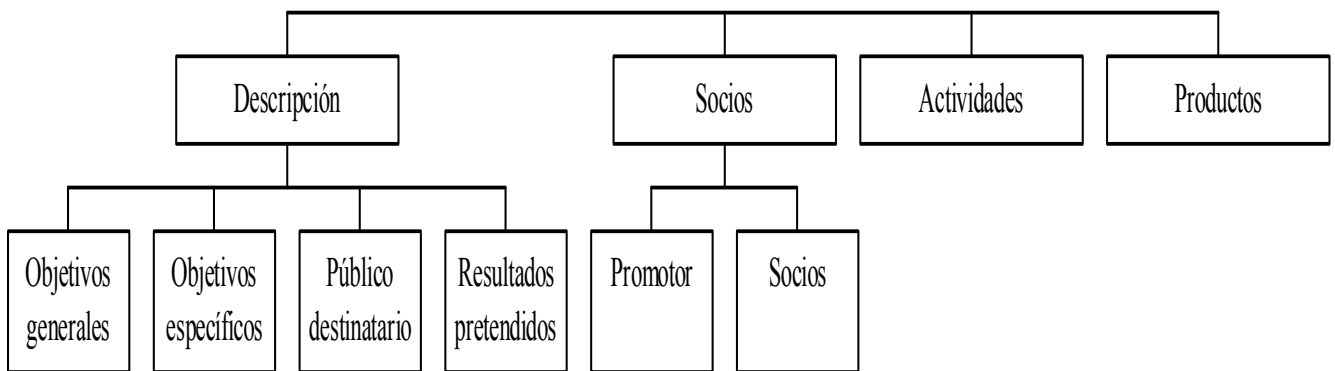 Descripción
Socios
Actividades
Productos
Objetivos
generales
Objetivos
específicos
Público
destinatario
Resultados
pretendidos
Promotor
Socios